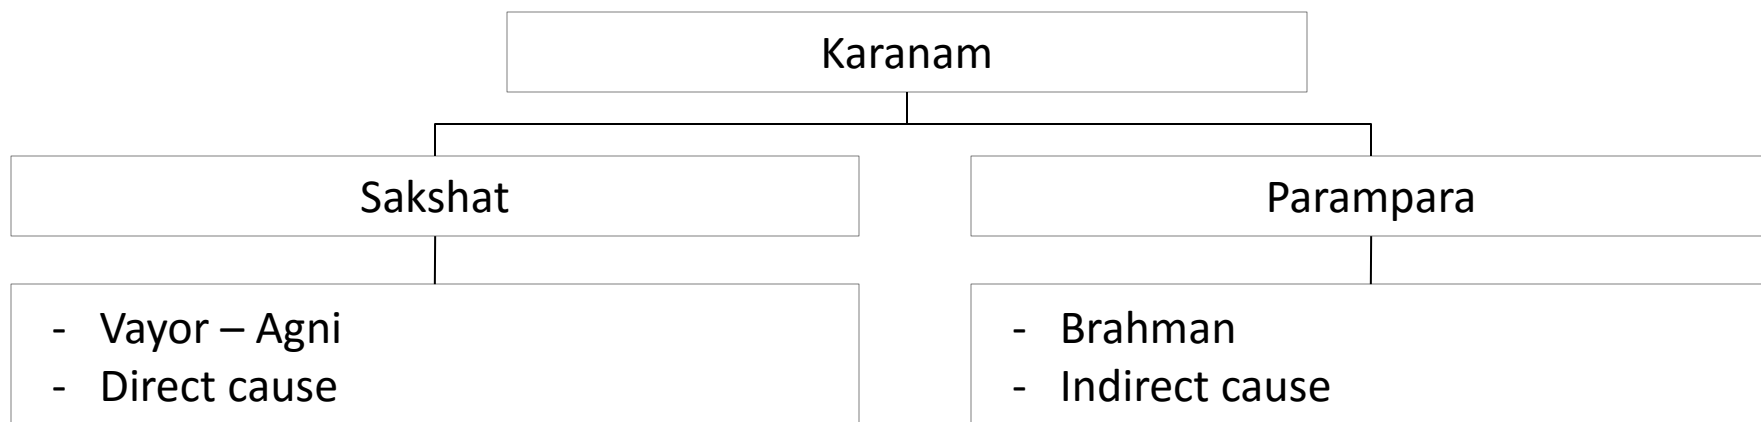 Karanam
Sakshat
Parampara
- Vayor – Agni
- Direct cause
- Brahman
- Indirect cause